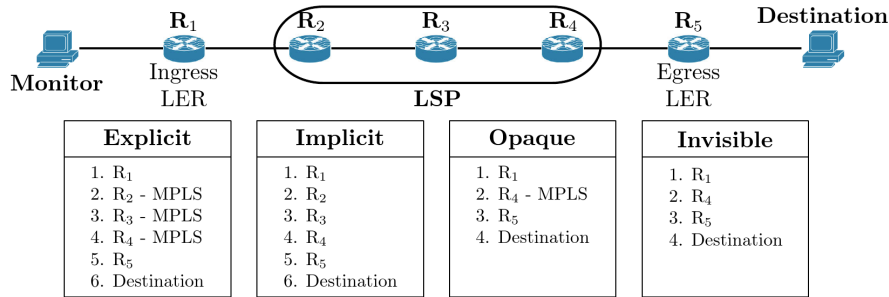 R₁ R₂ R₃ R₄ R₅ Destination
Monitor
Ingress
LER
LSP
Egress
LER
Explicit
1. R₁
2. R₂ - MPLS
3. R₃ - MPLS
4. R₄ - MPLS
5. R₅
6. Destination
Implicit
1. R₁
2. R₂
3. R₃
4. R₄
5. R₅
6. Destination
Opaque
1. R₁
2. R₄ - MPLS
3. R₅
4. Destination
Invisible
1. R₁
2. R₄
3. R₅
4. Destination